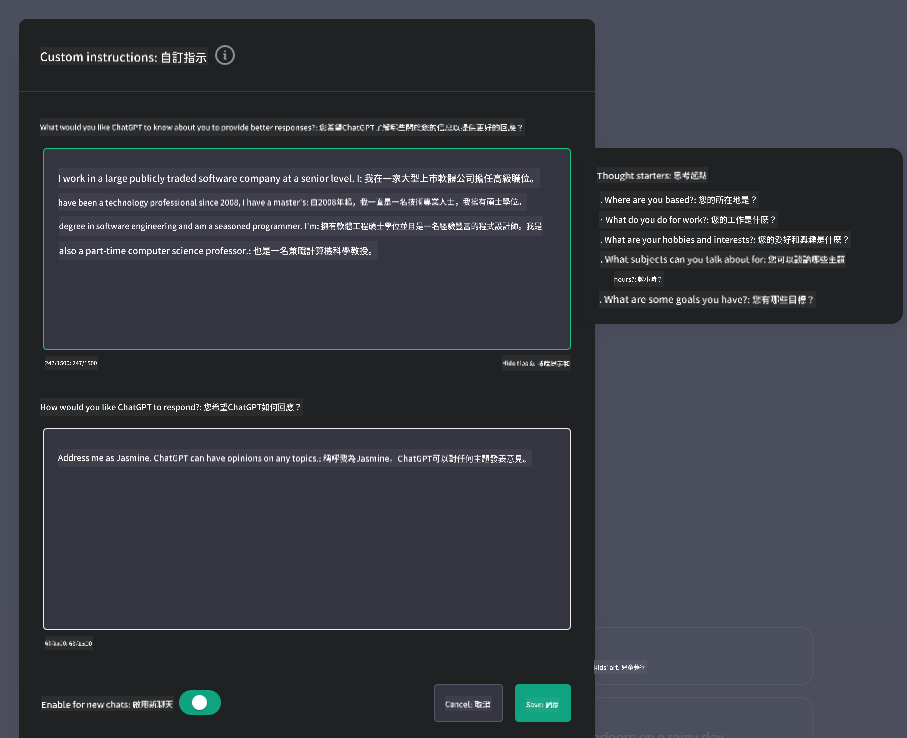 Custom instructions: 自訂指示
What would you like ChatGPT to know about you to provide better responses?: 您希望ChatGPT了解哪些關於您的信息以提供更好的回應？
I work in a large publicly traded software company at a senior level. I: 我在一家大型上市軟體公司擔任高級職位。
have been a technology professional since 2008, I have a master's: 自2008年起，我一直是一名技術專業人士，我擁有碩士學位。
degree in software engineering and am a seasoned programmer. I'm: 擁有軟體工程碩士學位並且是一名經驗豐富的程式設計師。我是
also a part-time computer science professor.: 也是一名兼職計算機科學教授。
247/1500: 247/1500
Hide tips
Thought starters: 思考起點
. Where are you based?: 您的所在地是？
· What do you do for work?: 您的工作是什麼？
. What are your hobbies and interests?: 您的愛好和興趣是什麼？
. What subjects can you talk about for: 您可以談論哪些主題
hours?: 數小時？
. What are some goals you have?: 您有哪些目標？
How would you like ChatGPT to respond?: 您希望ChatGPT如何回應？
Address me as Jasmine. ChatGPT can have opinions on any topics.: 稱呼我為Jasmine。ChatGPT可以對任何主題發表意見。
kids' art.
Enable for new chats: 啟用新聊天
Cancel: 取消
Save: 儲存
doors on a rainy day